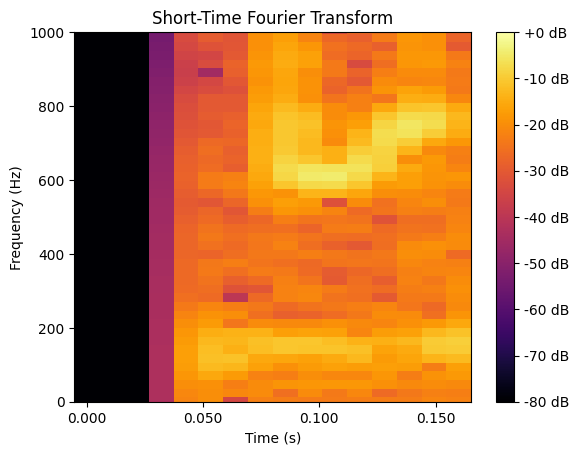 Short-Time Fourier Transform
1000
800
600
400
200
0
Frequency (Hz)
0.000
0.050
0.100
0.150
Time (s)
+0 dB
-10 dB
-20 dB
-30 dB
-40 dB
-50 dB
-60 dB
-70 dB
-80 dB